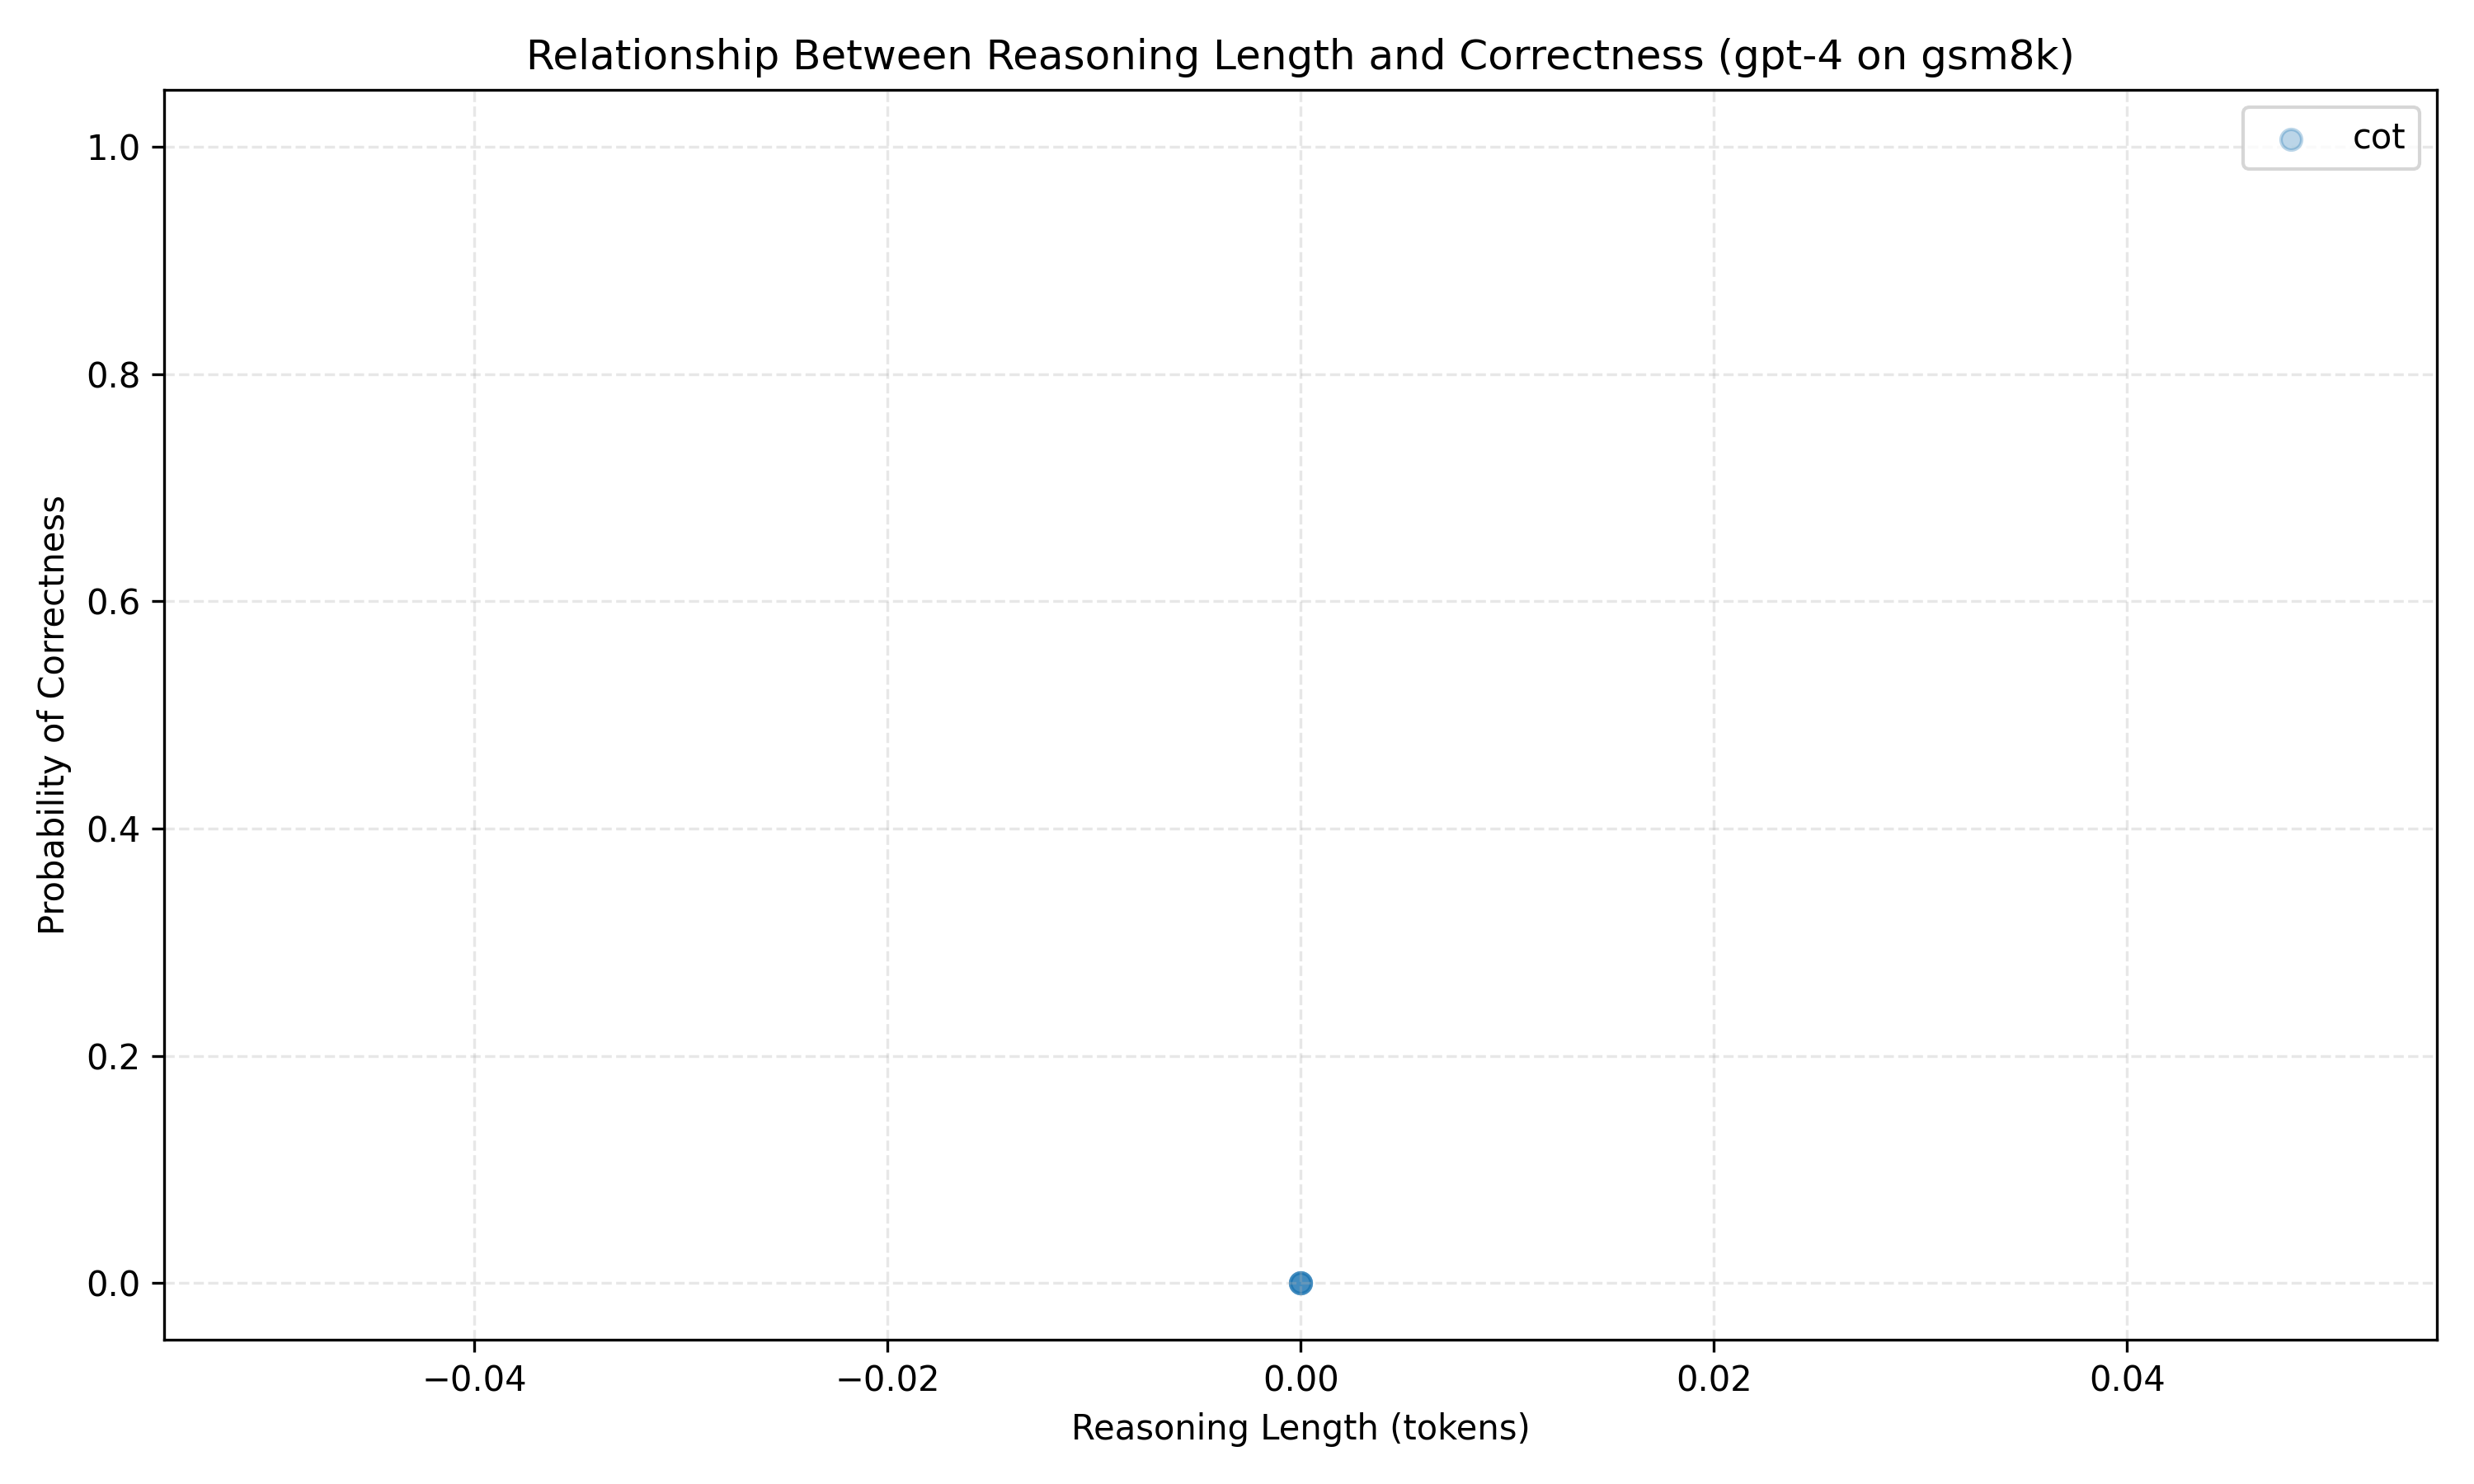 Relationship Between Reasoning Length and Correctness (gpt-4 on gsm8k)
cot
Probability of Correctness
1.0
0.8
0.6
0.4
0.2
0.0
−0.04
−0.02
0.00
0.02
0.04
Reasoning Length (tokens)